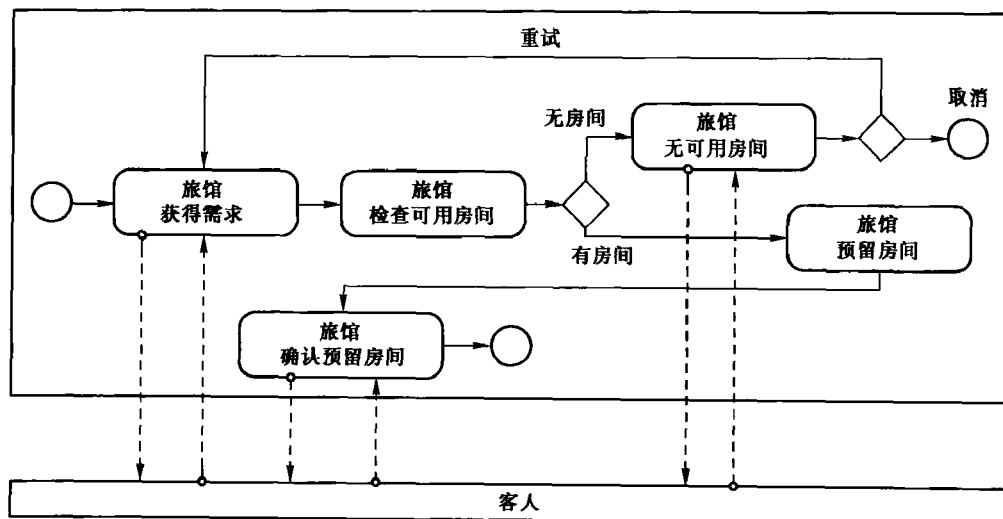 重试
取消
无房间
旅馆
无可用房间
旅馆
获得需求
旅馆
检查可用房间
有房间
旅馆
预留房间
旅馆
确认预留房间
客人